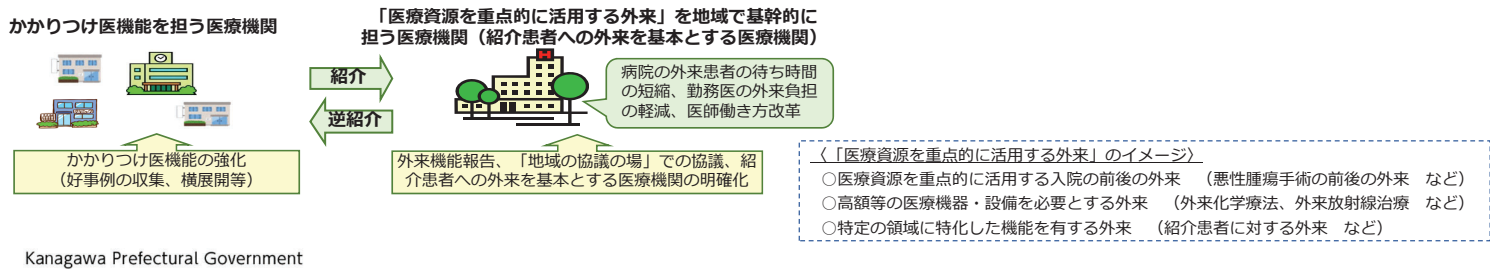 かかりつけ医機能を担う医療機関
「医療資源を重点的に活用する外来」を地域で基幹的に
担う医療機関（紹介患者への外来を基本とする医療機関）
紹介
逆紹介
H
病院の外来患者の待ち時間
の短縮、勤務医の外来負担
の軽減、医師働き方改革
かかりつけ医機能の強化
（好事例の収集、横展開等）
外来機能報告、「地域の協議の場」での協議、紹
介患者への外来を基本とする医療機関の明確化
〈「医療資源を重点的に活用する外来」のイメージ〉
○医療資源を重点的に活用する入院の前後の外来　（悪性腫瘍手術の前後の外来　など）
○高額等の医療機器・設備を必要とする外来　（外来化学療法、外来放射線治療　など）
○特定の領域に特化した機能を有する外来　（紹介患者に対する外来　など）
Kanagawa Prefectural Government